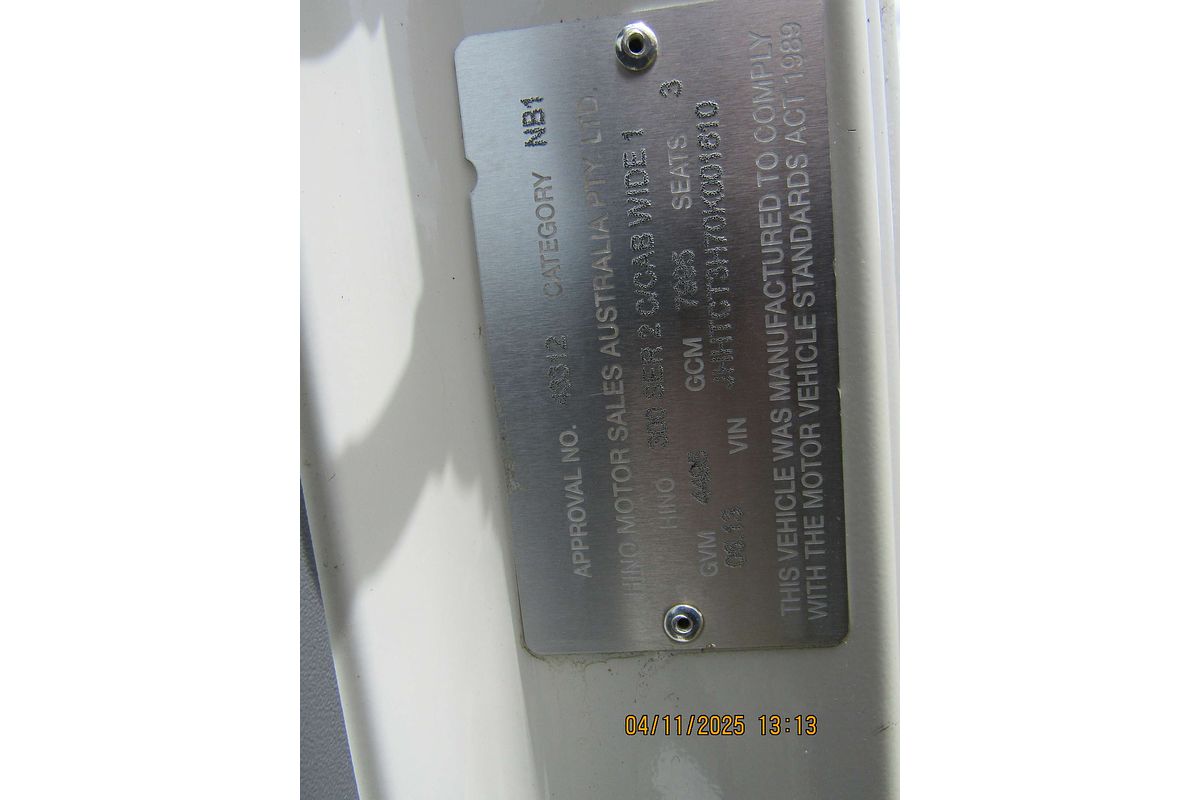 APPROVAL NO. 43312 CATEGORY NB1
HINO MOTOR SALES AUSTRALIA PTY. LTD.
HINO 300 SER 2 C/CAB WIDE 1
GVM 4495 GCM 7995 SEATS 3
06.13 VIN JHHTCT3H70K001610
THIS VEHICLE WAS MANUFACTURED TO COMPLY
WITH THE MOTOR VEHICLE STANDARDS ACT 1989
04/11/2025 13:13